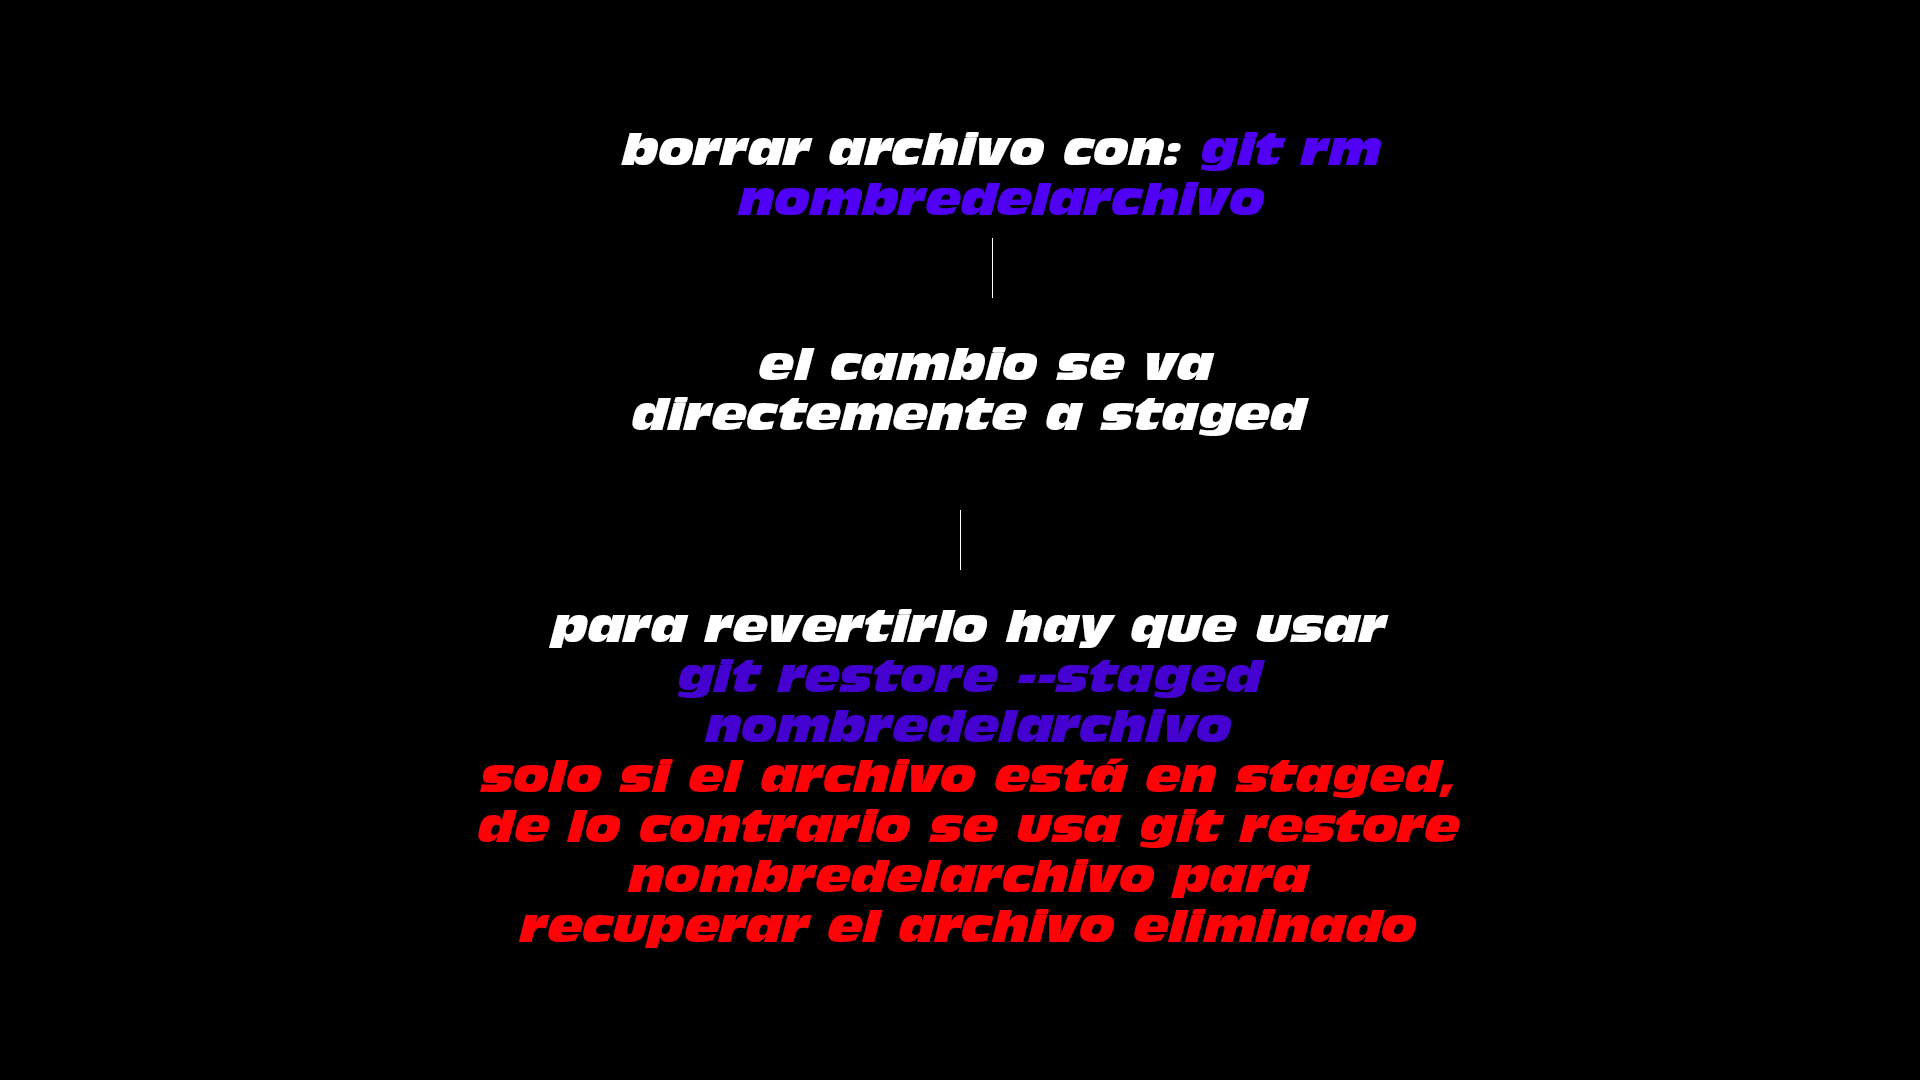 borrar archivo con: git rm
nombredelarchivo
el cambio se va
directemente a staged
para revertirlo hay que usar
git restore --staged
nombredelarchivo
solo si el archivo está en staged,
de lo contrario se usa git restore
nombredelarchivo para
recuperar el archivo eliminado